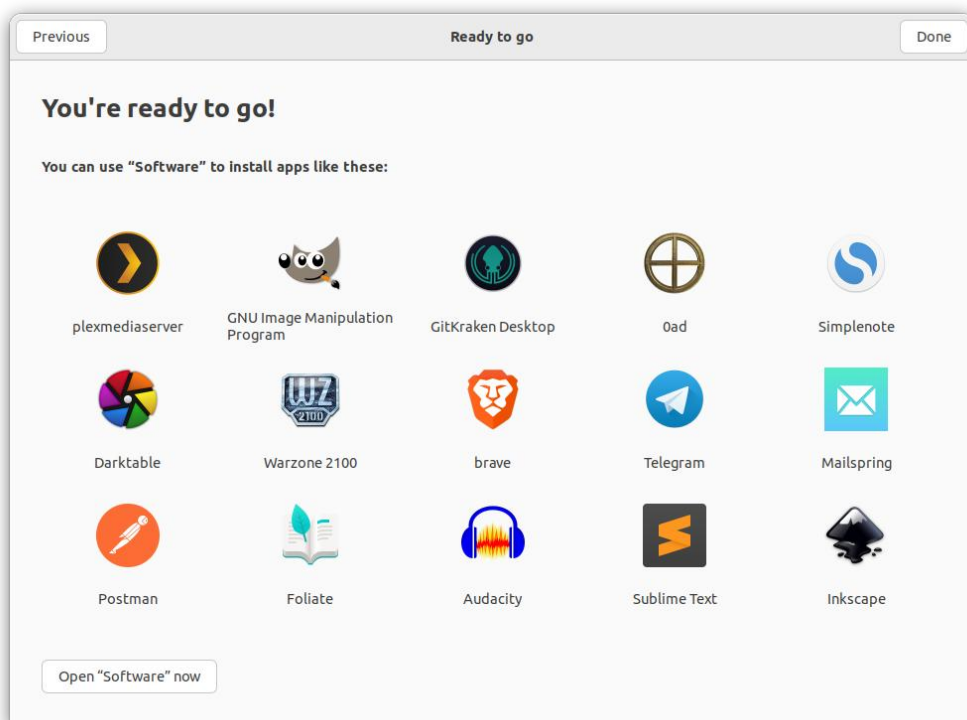 Previous
Ready to go
Done
You're ready to go!
You can use “Software” to install apps like these:
plexmediaserver
GNU Image Manipulation
Program
GitKraken Desktop
0ad
Simplenote
WZ
2100
Darktable
Warzone 2100
brave
Telegram
Mailspring
Postman
Foliate
Audacity
Sublime Text
Inkscape
Open “Software” now